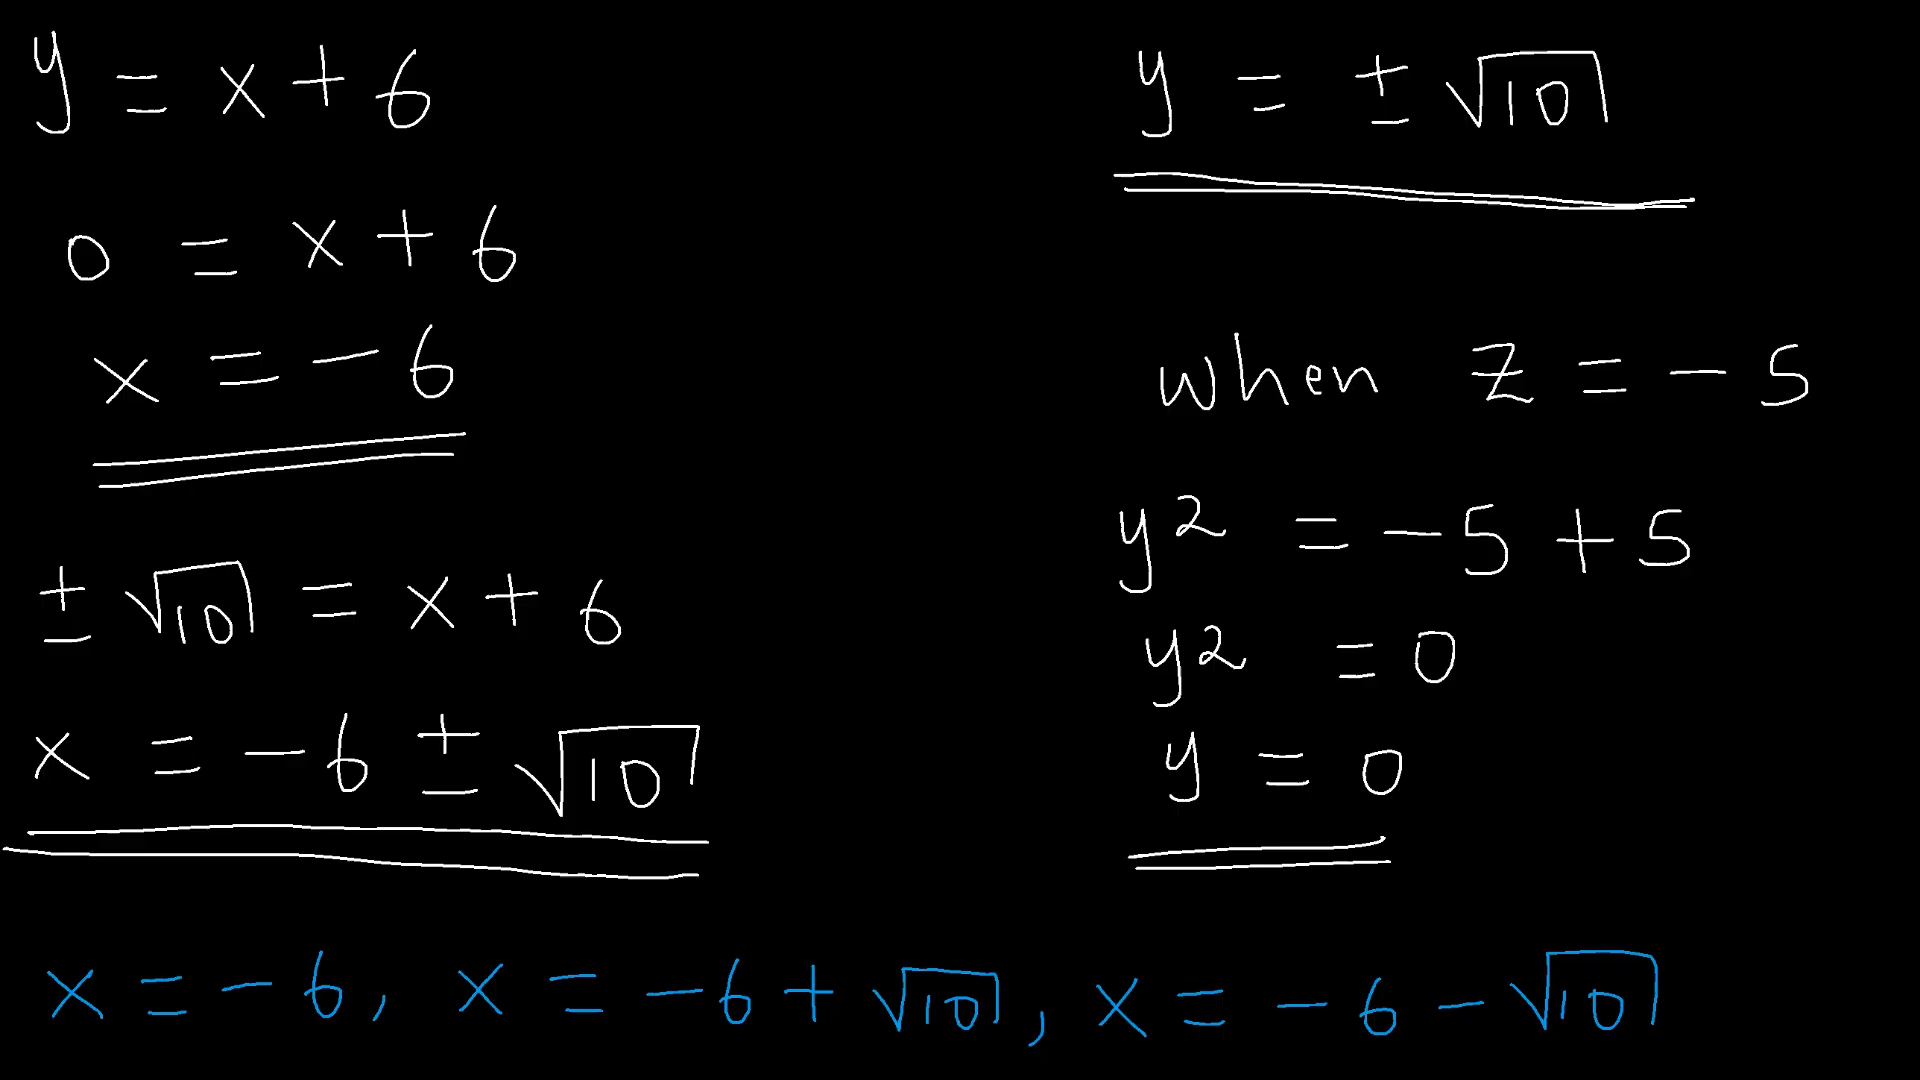 y = x + 6
0 = x + 6
x = - 6
± √10 = x + 6
x = - 6 ± √10
y = ± √10
when z = - 5
y² = - 5 + 5
y² = 0
y = 0
x = - 6, x = - 6 + √10, x = - 6 - √10